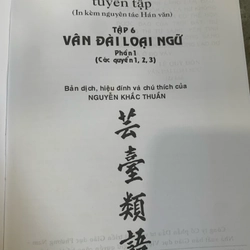 tuyển tập
(In kèm nguyên tác Hán văn)
TẬP 6
VÂN ĐÀI LOẠI NGỮ
Phần 1
(Các quyển 1, 2, 3)
Bản dịch, hiệu đính và chú thích của
NGUYỄN KHẮC THUẦN
芸
臺
類
語